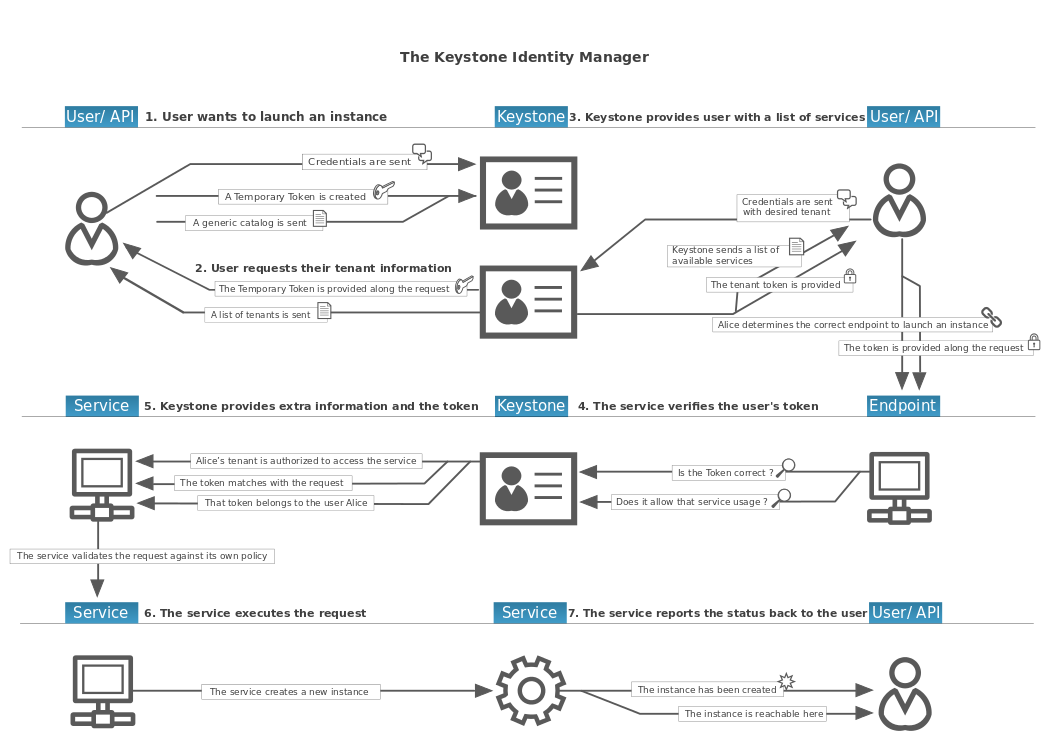 The Keystone Identity Manager
User/ API
1. User wants to launch an instance
Keystone
3. Keystone provides user with a list of services
User/ API
Credentials are sent
A Temporary Token is created
A generic catalog is sent
2. User requests their tenant information
The Temporary Token is provided along the request
A list of tenants is sent
Credentials are sent
with desired tenant
Keystone sends a list of
available services
The tenant token is provided
Alice determines the correct endpoint to launch an instance
The token is provided along the request
Service
5. Keystone provides extra information and the token
Keystone
4. The service verifies the user's token
Endpoint
Alice's tenant is authorized to access the service
The token matches with the request
That token belongs to the user Alice
Is the Token correct ?
Does it allow that service usage ?
The service validates the request against its own policy
Service
6. The service executes the request
Service
7. The service reports the status back to the user
User/ API
The service creates a new instance
The instance has been created
The instance is reachable here